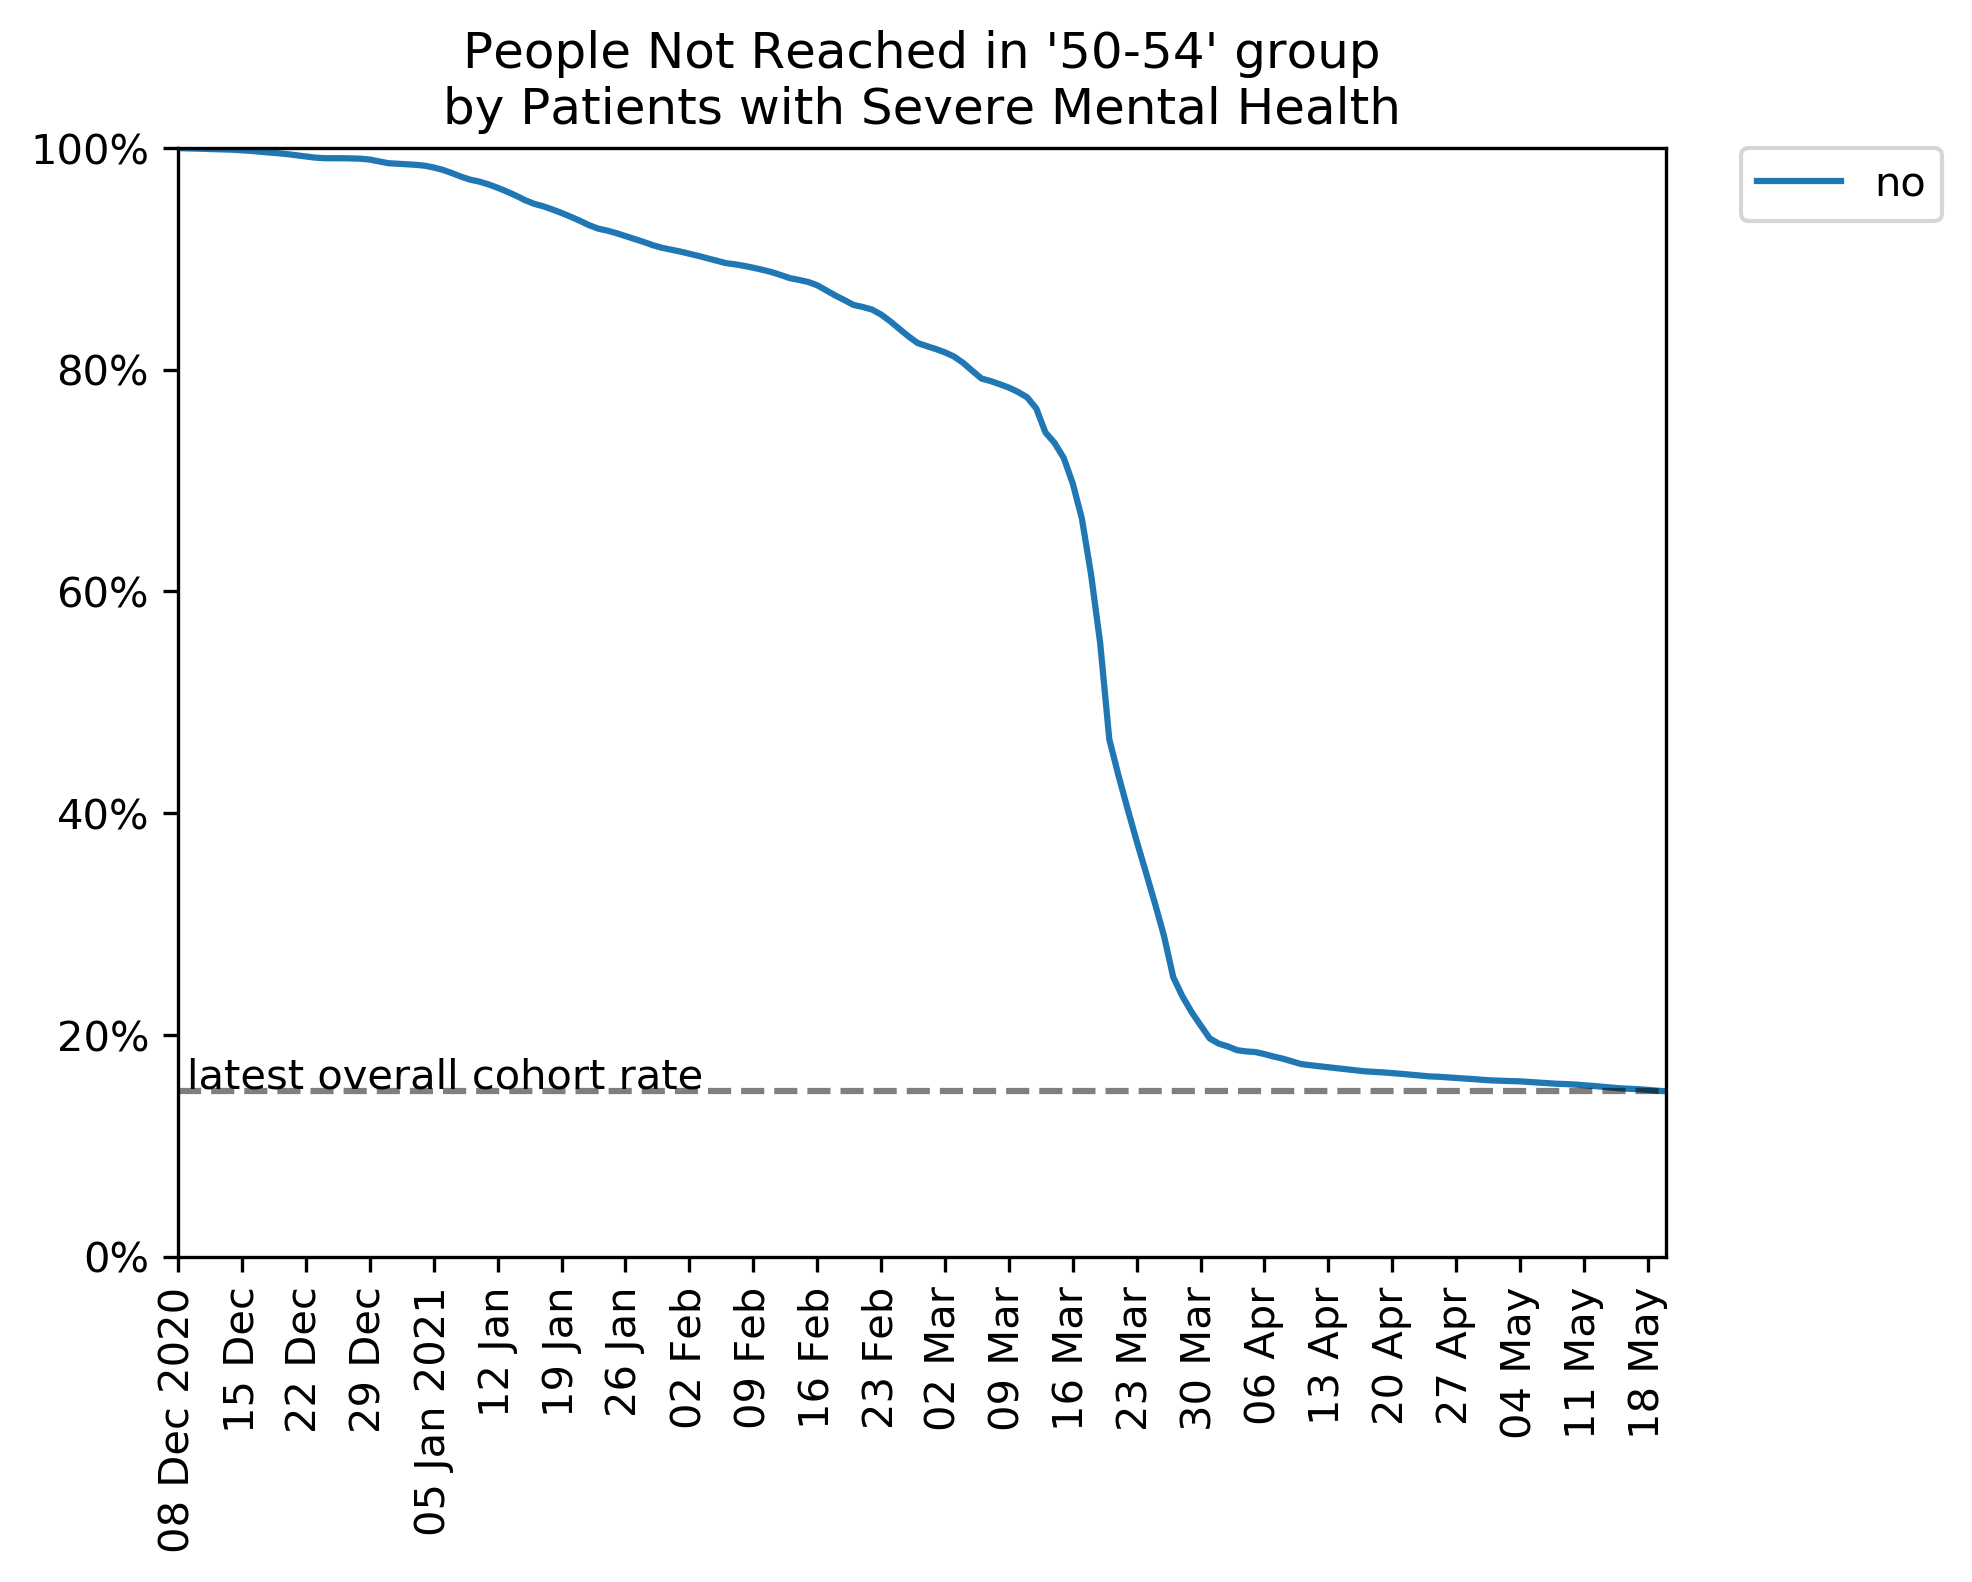 People Not Reached in '50-54' group
by Patients with Severe Mental Health
100%
80%
60%
40%
20%
0%
no
latest overall cohort rate
08 Dec 2020
15 Dec
22 Dec
29 Dec
05 Jan 2021
12 Jan
19 Jan
26 Jan
02 Feb
09 Feb
16 Feb
23 Feb
02 Mar
09 Mar
16 Mar
23 Mar
30 Mar
06 Apr
13 Apr
20 Apr
27 Apr
04 May
11 May
18 May